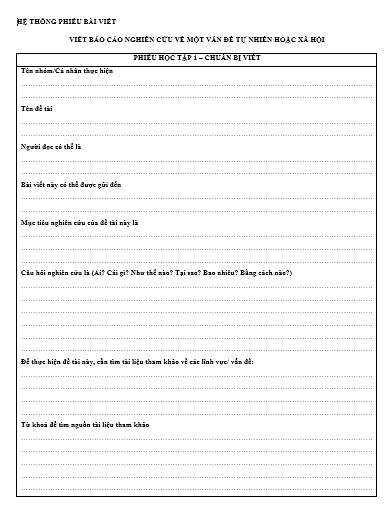 HỆ THỐNG PHIẾU BÀI VIẾT
VIẾT BÁO CÁO NGHIÊN CỨU VỀ MỘT VẤN ĐỀ TỰ NHIÊN HOẶC XÃ HỘI
PHIẾU HỌC TẬP 1 – CHUẨN BỊ VIẾT
Tên nhóm/Cá nhân thực hiện
Tên đề tài
Người đọc có thể là
Bài viết này có thể được gửi đến
Mục tiêu nghiên cứu của đề tài này là
Câu hỏi nghiên cứu là (Ai? Cái gì? Như thế nào? Tại sao? Bao nhiêu? Bằng cách nào?)
Để thực hiện đề tài này, cần tìm tài liệu tham khảo về các lĩnh vực/ vấn đề:
Từ khoá để tìm nguồn tài liệu tham khảo